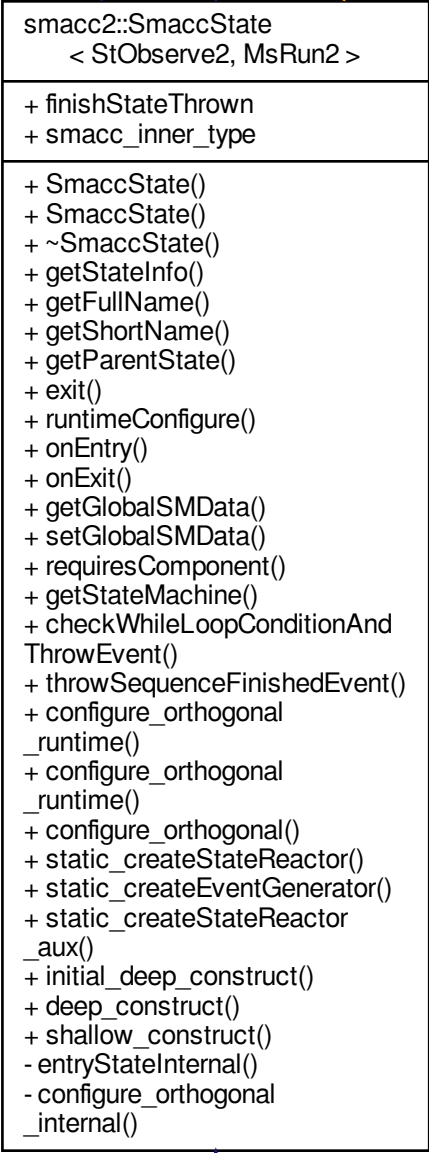 smacc2::SmaccState
< StObserve2, MsRun2 >
+ finishStateThrown
+ smacc_inner_type
+ SmaccState()
+ SmaccState()
+ ~SmaccState()
+ getStateInfo()
+ getFullName()
+ getShortName()
+ getParentState()
+ exit()
+ runtimeConfigure()
+ onEntry()
+ onExit()
+ getGlobalSMData()
+ setGlobalSMData()
+ requiresComponent()
+ getStateMachine()
+ checkWhileLoopConditionAnd
ThrowEvent()
+ throwSequenceFinishedEvent()
+ configure_orthogonal
_runtime()
+ configure_orthogonal
_runtime()
+ configure_orthogonal()
+ static_createStateReactor()
+ static_createEventGenerator()
+ static_createStateReactor
_aux()
+ initial_deep_construct()
+ deep_construct()
+ shallow_construct()
- entryStateInternal()
- configure_orthogonal
_internal()